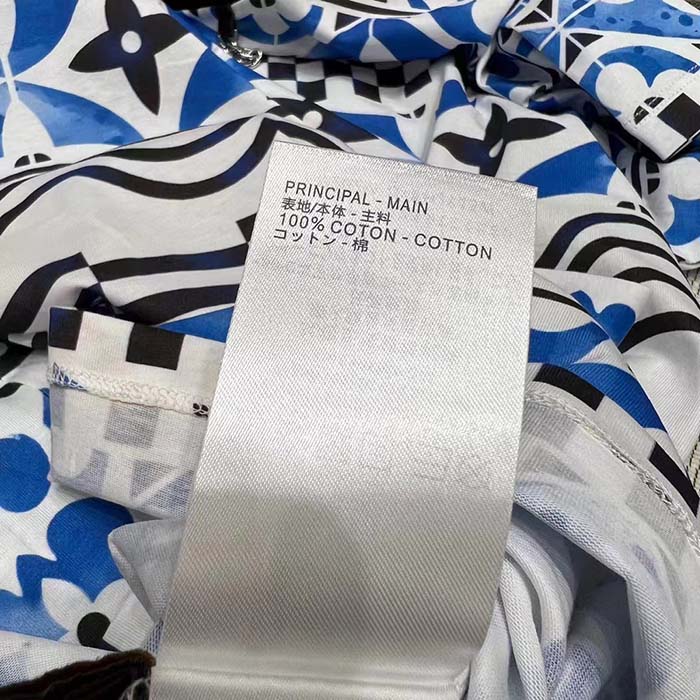 PRINCIPAL - MAIN
表地/本体 - 主料
100% COTON - COTTON
コットン - 棉